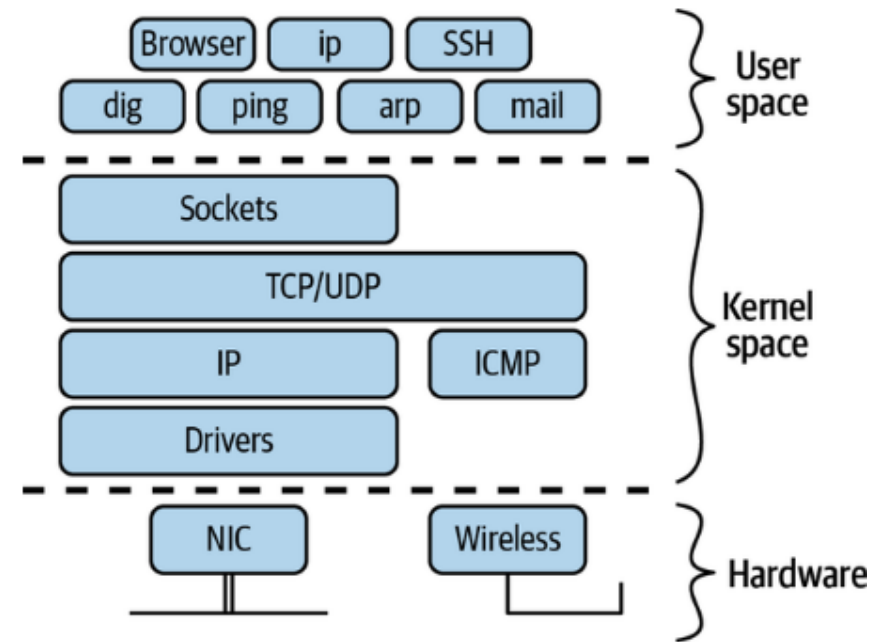 Browser
ip
SSH
dig
ping
arp
mail
User
space
Sockets
TCP/UDP
IP
ICMP
Drivers
Kernel
space
NIC
Wireless
Hardware